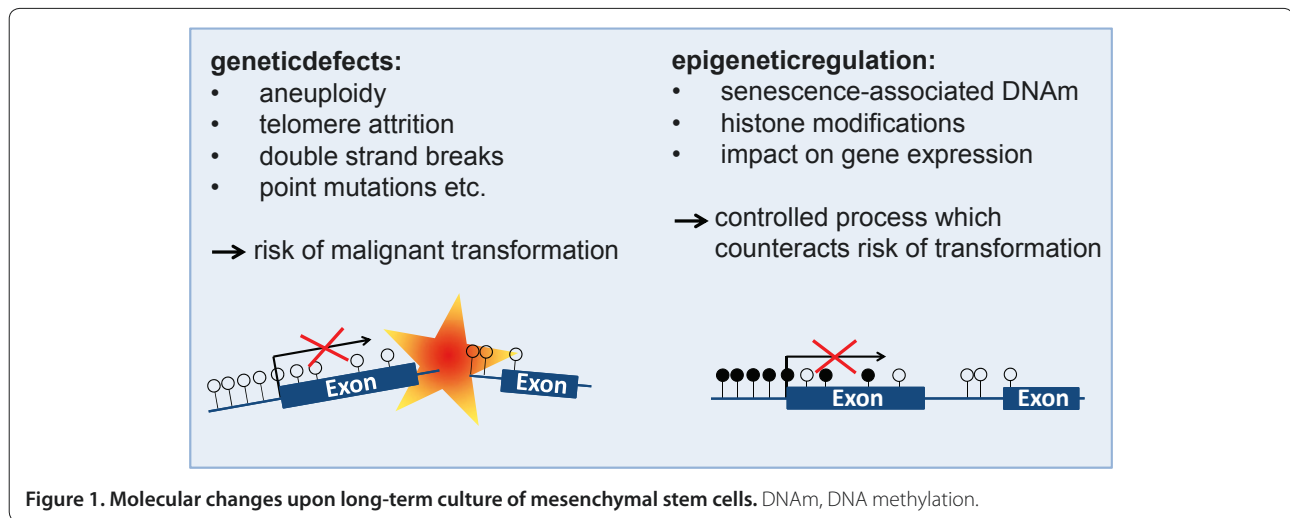 geneticdefects:
• aneuploidy
• telomere attrition
• double strand breaks
• point mutations etc.
→ risk of malignant transformation
epigeneticregulation:
• senescence-associated DNAm
• histone modifications
• impact on gene expression
→ controlled process which
counteracts risk of transformation
Exon
Exon
Exon
Exon
Figure 1. Molecular changes upon long-term culture of mesenchymal stem cells. DNAm, DNA methylation.